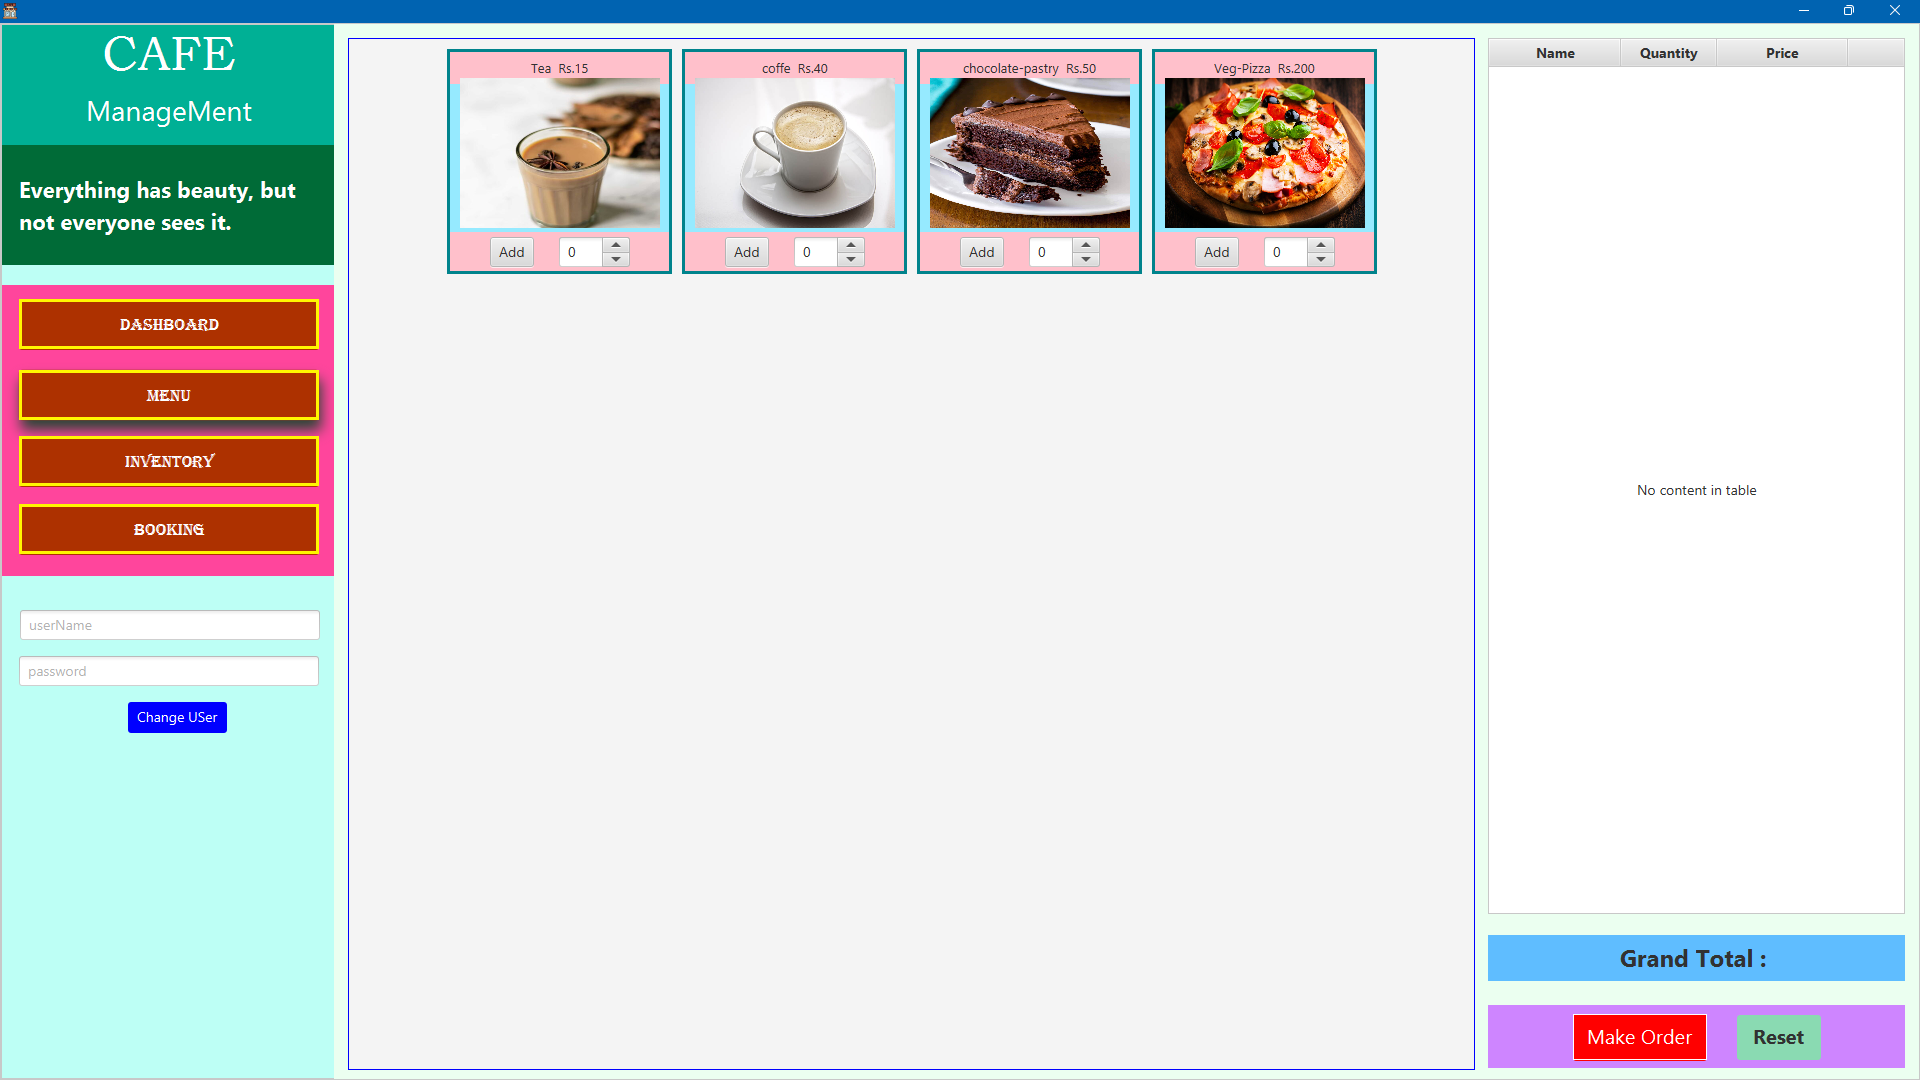 CAFE
ManageMent
Everything has beauty, but
not everyone sees it.
DASHBOARD
MENU
INVENTORY
BOOKING
userName
password
Change USer
Tea Rs.15
Add 0
coffe Rs.40
Add 0
chocolate-pastry Rs.50
Add 0
Veg-Pizza Rs.200
Add 0
Name Quantity Price
No content in table
Grand Total :
Make Order Reset